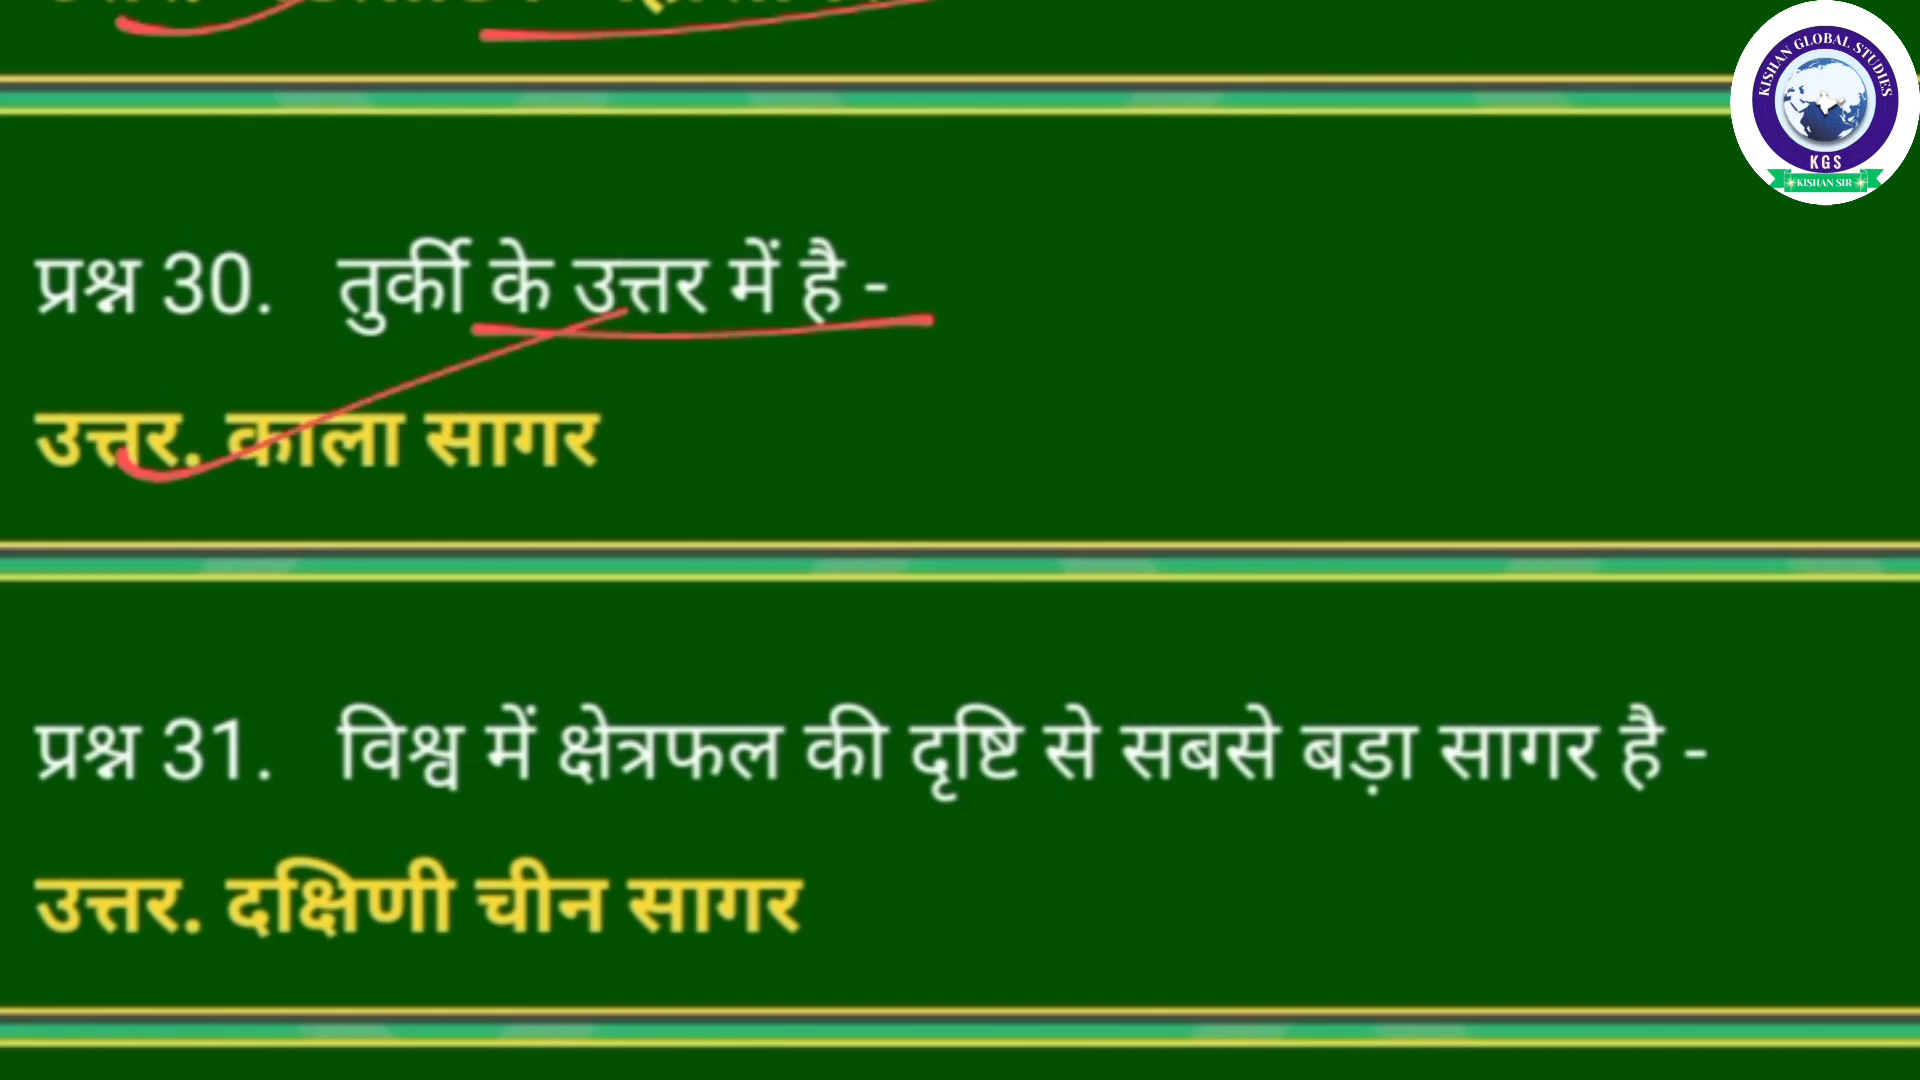 KISHAN GLOBAL STUDIES
KGS
KISHAN SIR
प्रश्न 30. तुर्की के उत्तर में है -
उत्तर. काला सागर
प्रश्न 31. विश्व में क्षेत्रफल की दृष्टि से सबसे बड़ा सागर है -
उत्तर. दक्षिणी चीन सागर